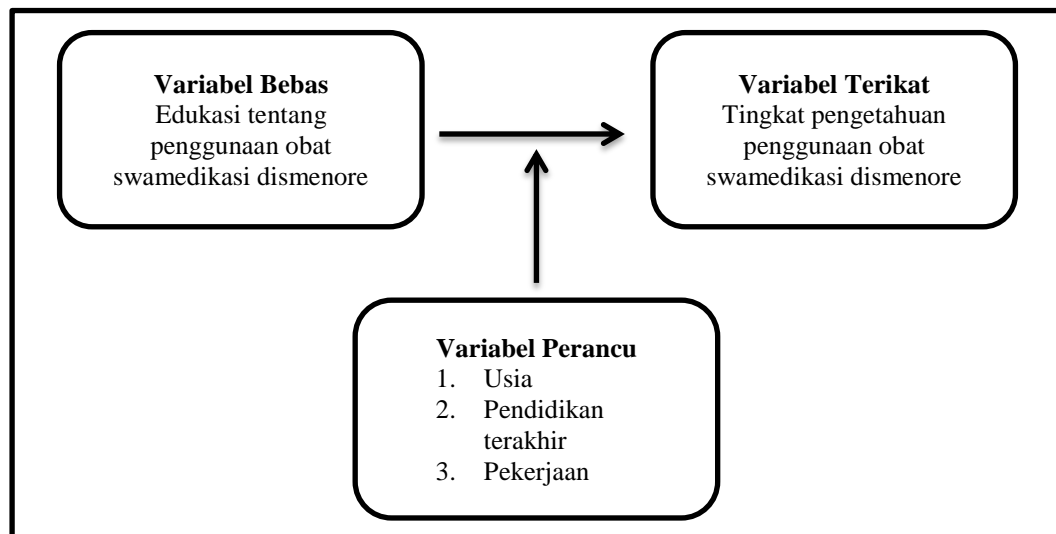 Variabel Bebas
Edukasi tentang
penggunaan obat
swamedikasi dismenore
Variabel Terikat
Tingkat pengetahuan
penggunaan obat
swamedikasi dismenore
Variabel Perancu
1. Usia
2. Pendidikan
terakhir
3. Pekerjaan